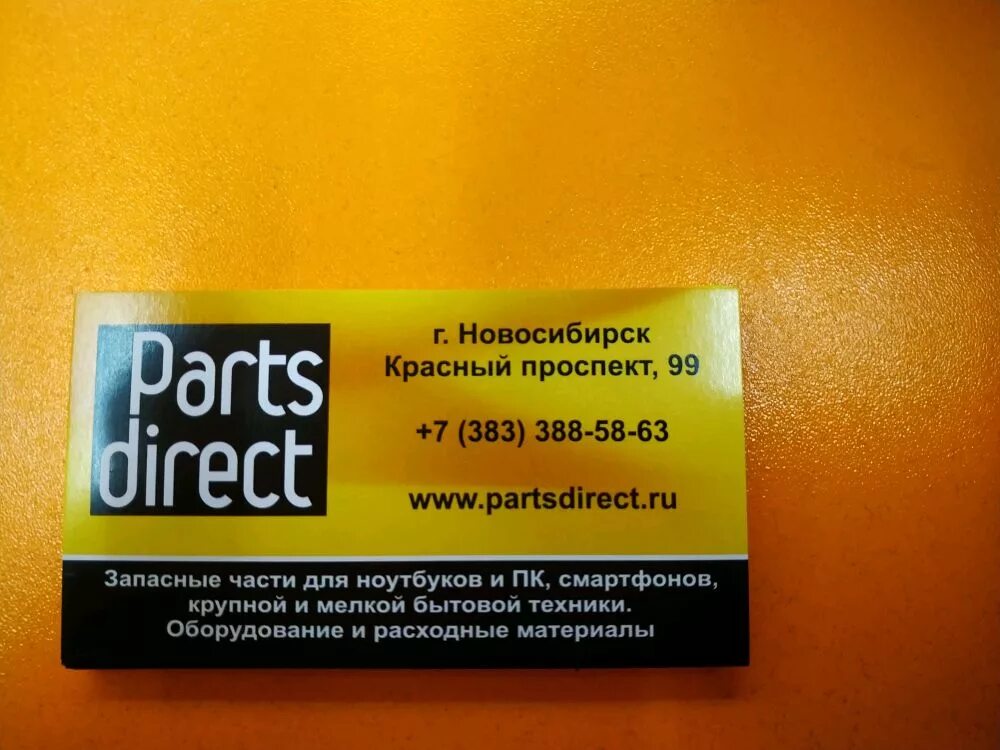 Parts
direct
г. Новосибирск
Красный проспект, 99
+7 (383) 388-58-63
www.partsdirect.ru
Запасные части для ноутбуков и ПК, смартфонов,
крупной и мелкой бытовой техники.
Оборудование и расходные материалы